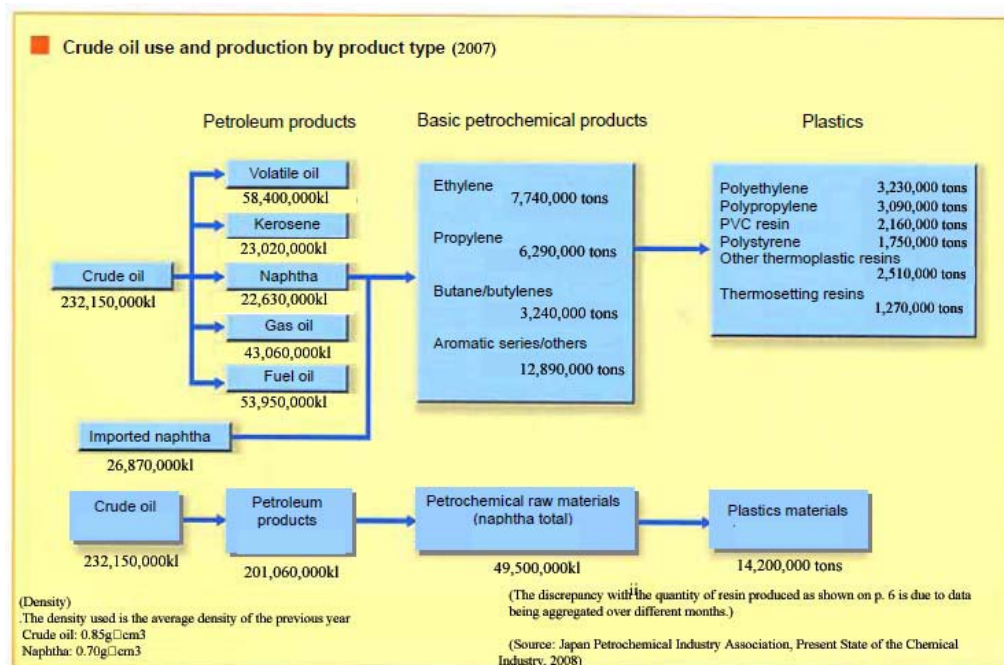 Crude oil use and production by product type (2007)
Petroleum products
Basic petrochemical products
Plastics
Crude oil
232,150,000kl
Volatile oil
58,400,000kl
Kerosene
23,020,000kl
Naphtha
22,630,000kl
Gas oil
43,060,000kl
Fuel oil
53,950,000kl
Imported naphtha
26,870,000kl
Ethylene
7,740,000 tons
Propylene
6,290,000 tons
Butane/butylenes
3,240,000 tons
Aromatic series/others
12,890,000 tons
Polyethylene 3,230,000 tons
Polypropylene 3,090,000 tons
PVC resin 2,160,000 tons
Polystyrene 1,750,000 tons
Other thermoplastic resins
2,510,000 tons
Thermosetting resins
1,270,000 tons
Crude oil
232,150,000kl
Petroleum
products
201,060,000kl
Petrochemical raw materials
(naphtha total)
49,500,000kl
Plastics materials
14,200,000 tons
(Density)
.The density used is the average density of the previous year
Crude oil: 0.85g□cm3
Naphtha: 0.70g□cm3
(The discrepancy with the quantity of resin produced as shown on p. 6 is due to data
being aggregated over different months.)
(Source: Japan Petrochemical Industry Association, Present State of the Chemical
Industry, 2008)